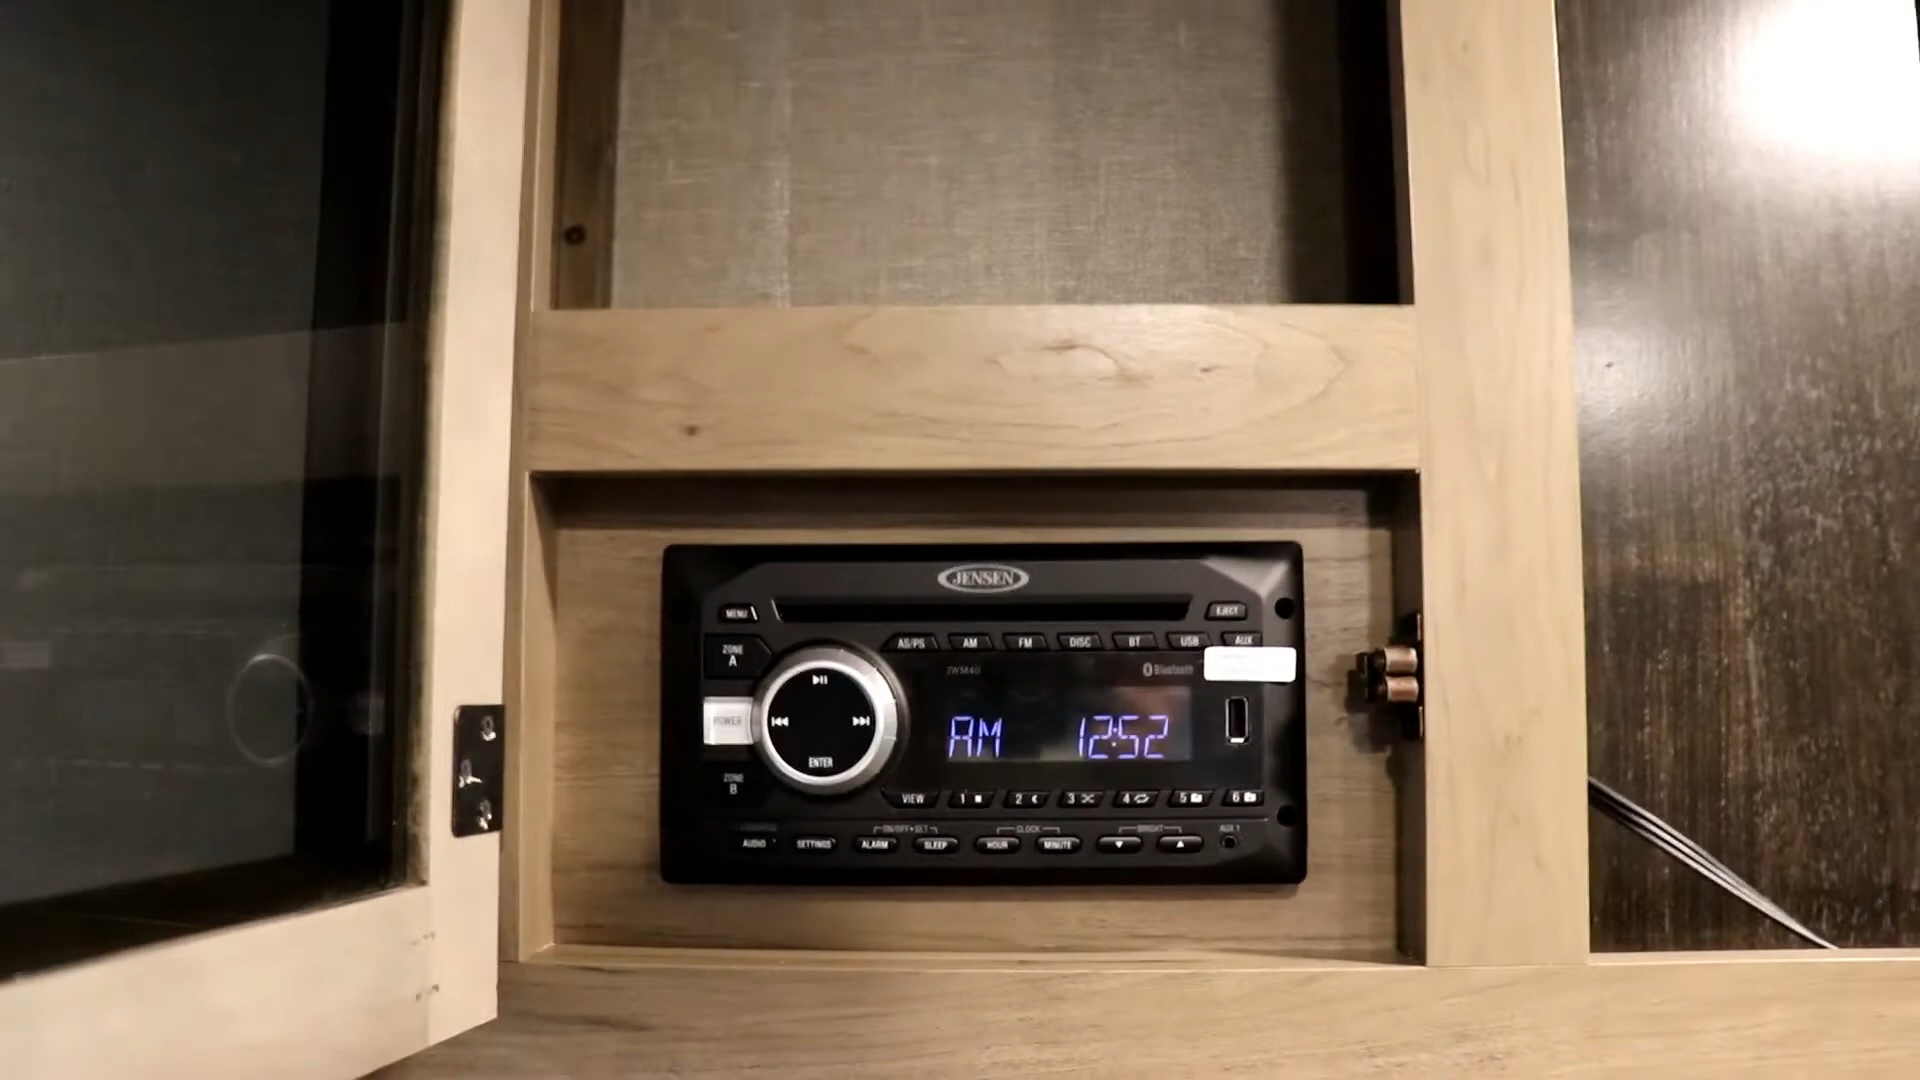 JENSEN
MENU
EJECT
AS/PS AM FM DISC BT USB AUX
ZONE A
JWM40
Bluetooth
POWER
AM 12:52
ENTER
ZONE B
VIEW 1 2 3 4 5 6
ON/OFF • SET CLOCK BRIGHT AUX 1
AUDIO SETTINGS ALARM SLEEP HOUR MINUTE